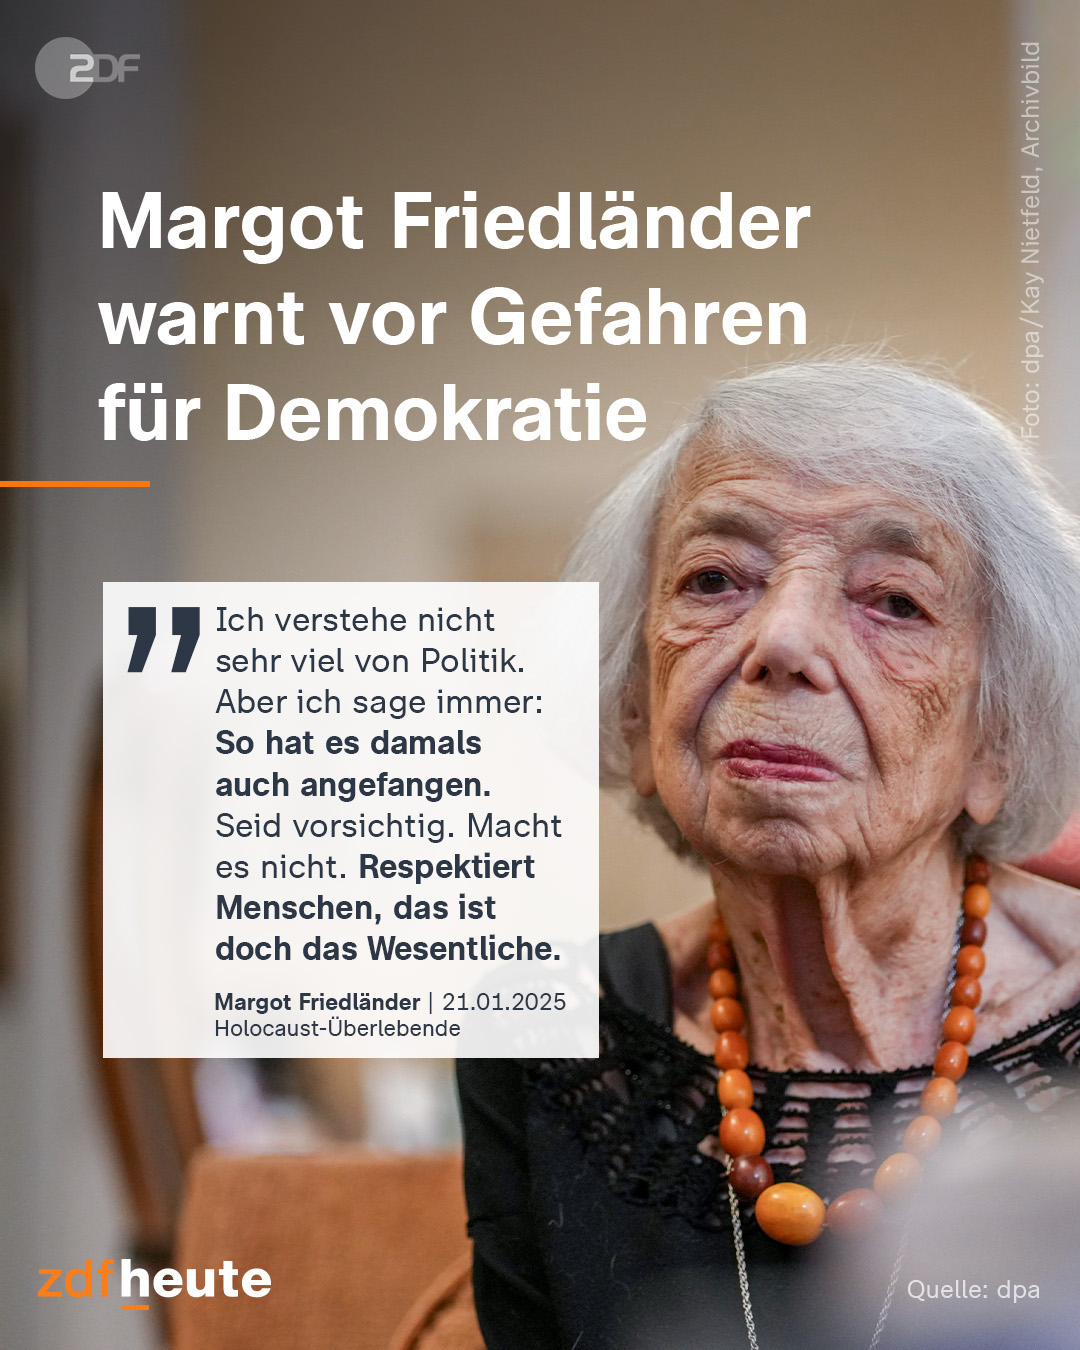 ZDF
Foto: dpa/Kay Nietfeld, Archivbild
Margot Friedländer
warnt vor Gefahren
für Demokratie
”Ich verstehe nicht
sehr viel von Politik.
Aber ich sage immer:
So hat es damals
auch angefangen.
Seid vorsichtig. Macht
es nicht. Respektiert
Menschen, das ist
doch das Wesentliche.
Margot Friedländer | 21.01.2025
Holocaust-Überlebende
zdfheute
Quelle: dpa